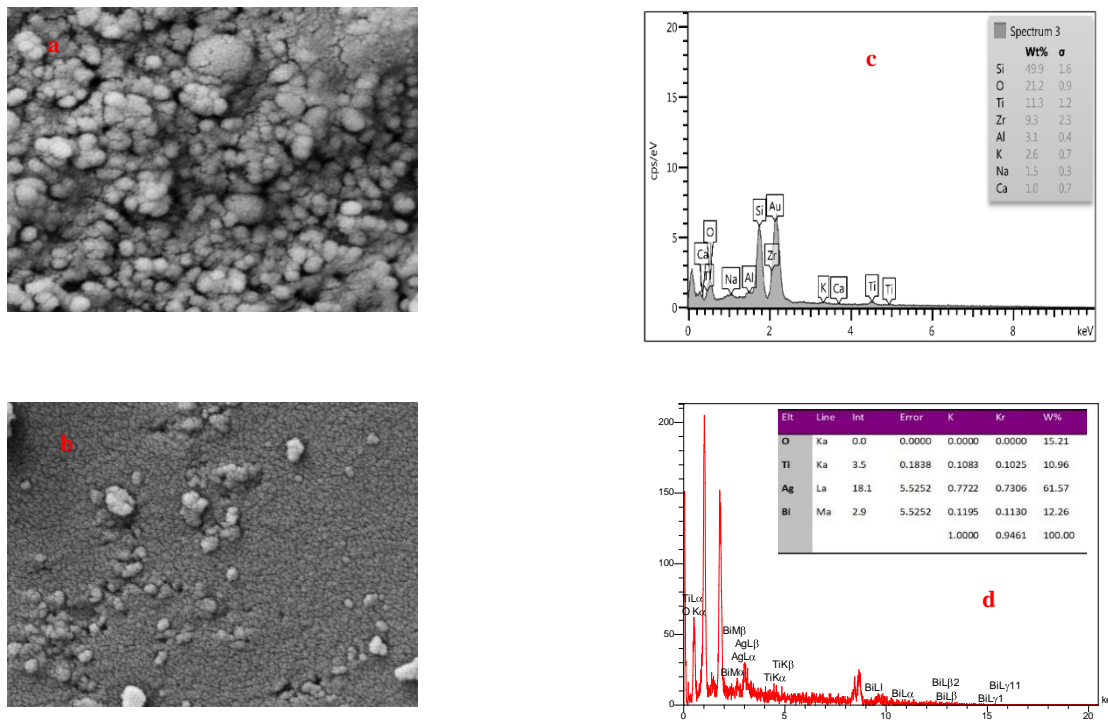 a
c
Spectrum 3
Wt% σ
Si 49.9 1.6
O 21.2 0.9
Ti 11.3 1.2
Zr 9.3 2.3
Al 3.1 0.4
K 2.6 0.7
Na 1.5 0.3
Ca 1.0 0.7
cps/eV
20
15
10
5
0
Si Au
O
Ca Zr
Na Al K Ca Ti Ti
0 2 4 6 8 keV
b
d
Elt Line Int Error K Kr W%
O Ka 0.0 0.0000 0.0000 0.0000 15.21
Ti Ka 3.5 0.1838 0.1083 0.1025 10.96
Ag La 18.1 5.5252 0.7722 0.7306 61.57
Bi Ma 2.9 5.5252 0.1195 0.1130 12.26
1.0000 0.9461 100.00
200
150
100
50
0
TiLα
O Kα
BiMβ
AgLβ
AgLα
BiMα
TiKβ
TiKα
BiLl
BiLα
BiLβ2
BiLβ
BiLγ11
BiLγ1
0 5 10 15 20